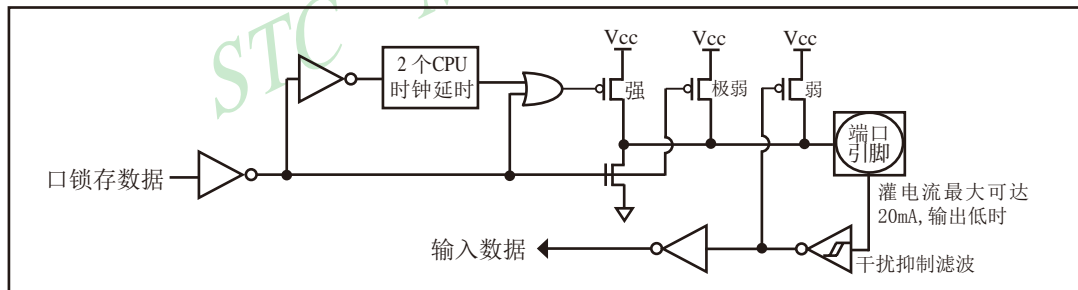 STC
Vcc
Vcc
Vcc
2 个CPU
时钟延时
强
极弱
弱
端口
引脚
口锁存数据
灌电流最大可达
20mA,输出低时
输入数据
干扰抑制滤波